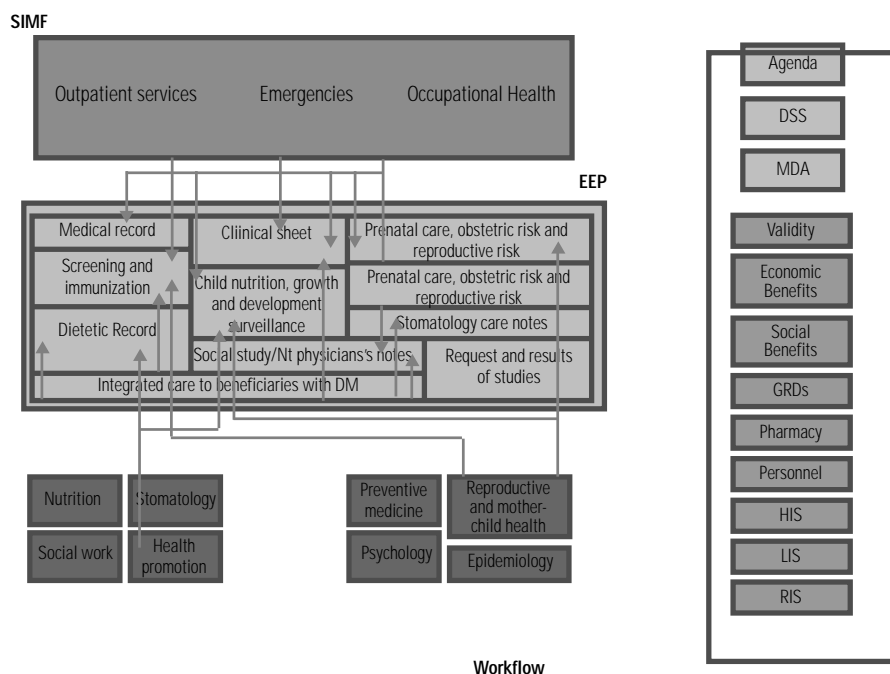 SIMF
Outpatient services Emergencies Occupational Health
EEP
Medical record
Screening and
immunization
Dietetic Record
Cliinical sheet
Child nutrition, growth
and development
surveillance
Prenatal care, obstetric risk and
reproductive risk
Prenatal care, obstetric risk and
reproductive risk
Stomatology care notes
Social study/Nt physicians's notes
Integrated care to beneficiaries with DM
Request and results
of studies
Nutrition
Stomatology
Social work
Health
promotion
Preventive
medicine
Reproductive
and mother-
child health
Psychology
Epidemiology
Agenda
DSS
MDA
Validity
Economic
Benefits
Social
Benefits
GRDs
Pharmacy
Personnel
HIS
LIS
RIS
Workflow